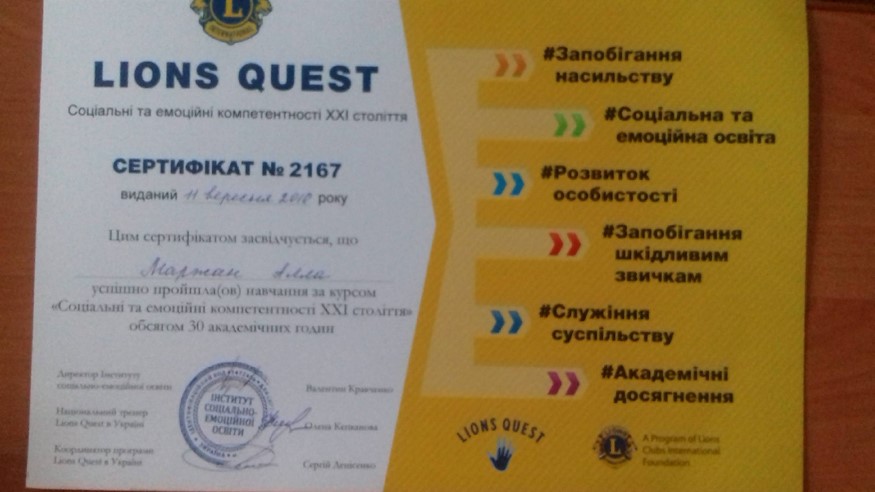 L
INTERNATIONAL
LIONS QUEST
Соціальні та емоційні компетентності XXI століття
СЕРТИФІКАТ № 2167
виданий 11 вересня 2018 року
Цим сертифікатом засвідчується, що
Маржан Алла
успішно пройшла(ов) навчання за курсом
«Соціальні та емоційні компетентності XXI століття»
обсягом 30 академічних годин
Директор Інституту
соціально-емоційної освіти
Валентин Кравченко
Національний тренер
Lions Quest в Україні
Олена
Координатор програми
Lions Quest в Україні
Сергій Денісенко
ІНСТИТУТ
СОЦІАЛЬНО-
ЕМОЦІЙНОЇ
ОСВІТИ
#Запобігання
насильству
#Соціальна та
емоційна освіта
#Розвиток
особистості
#Запобігання
шкідливим
звичкам
#Служіння
суспільству
#Академічні
досягнення
LIONS QUEST
L
A Program of Lions
Clubs International
Foundation